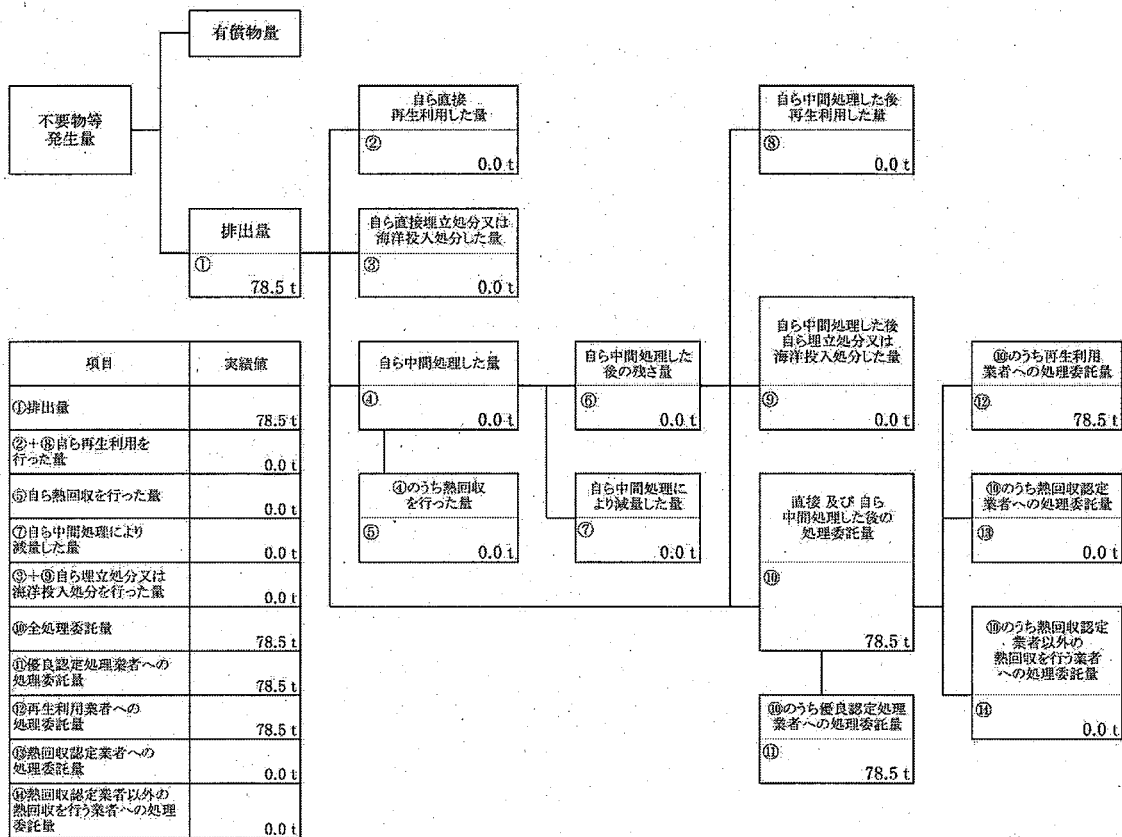 有償物量
不要物等
発生量
排出量
①
78.5 t
自ら直接
再生利用した量
②
0.0 t
自ら直接埋立処分又は
海洋投入処分した量
③
0.0 t
自ら中間処理した量
④
0.0 t
④のうち熱回収
を行った量
⑤
0.0 t
自ら中間処理した
後の残さ量
⑥
0.0 t
自ら中間処理に
より減量した量
⑦
0.0 t
自ら中間処理した後
再生利用した量
⑧
0.0 t
自ら中間処理した後
自ら埋立処分又は
海洋投入処分した量
⑨
0.0 t
直接 及び 自ら
中間処理した後の
処理委託量
⑩
78.5 t
⑩のうち優良認定処理
業者への処理委託量
⑪
78.5 t
⑩のうち再生利用
業者への処理委託量
⑫
78.5 t
⑩のうち熱回収認定
業者への処理委託量
⑬
0.0 t
⑩のうち熱回収認定
業者以外の
熱回収を行う業者
への処理委託量
⑭
0.0 t
項目 実績値
①排出量 78.5 t
②+⑧自ら再生利用を
行った量 0.0 t
⑤自ら熱回収を行った量 0.0 t
⑦自ら中間処理により
減量した量 0.0 t
③+⑨自ら埋立処分又は
海洋投入処分を行った量 0.0 t
⑩全処理委託量 78.5 t
⑪優良認定処理業者への
処理委託量 78.5 t
⑫再生利用業者への
処理委託量 78.5 t
⑬熱回収認定業者への
処理委託量 0.0 t
⑭熱回収認定業者以外の
熱回収を行う業者への処理
委託量 0.0 t